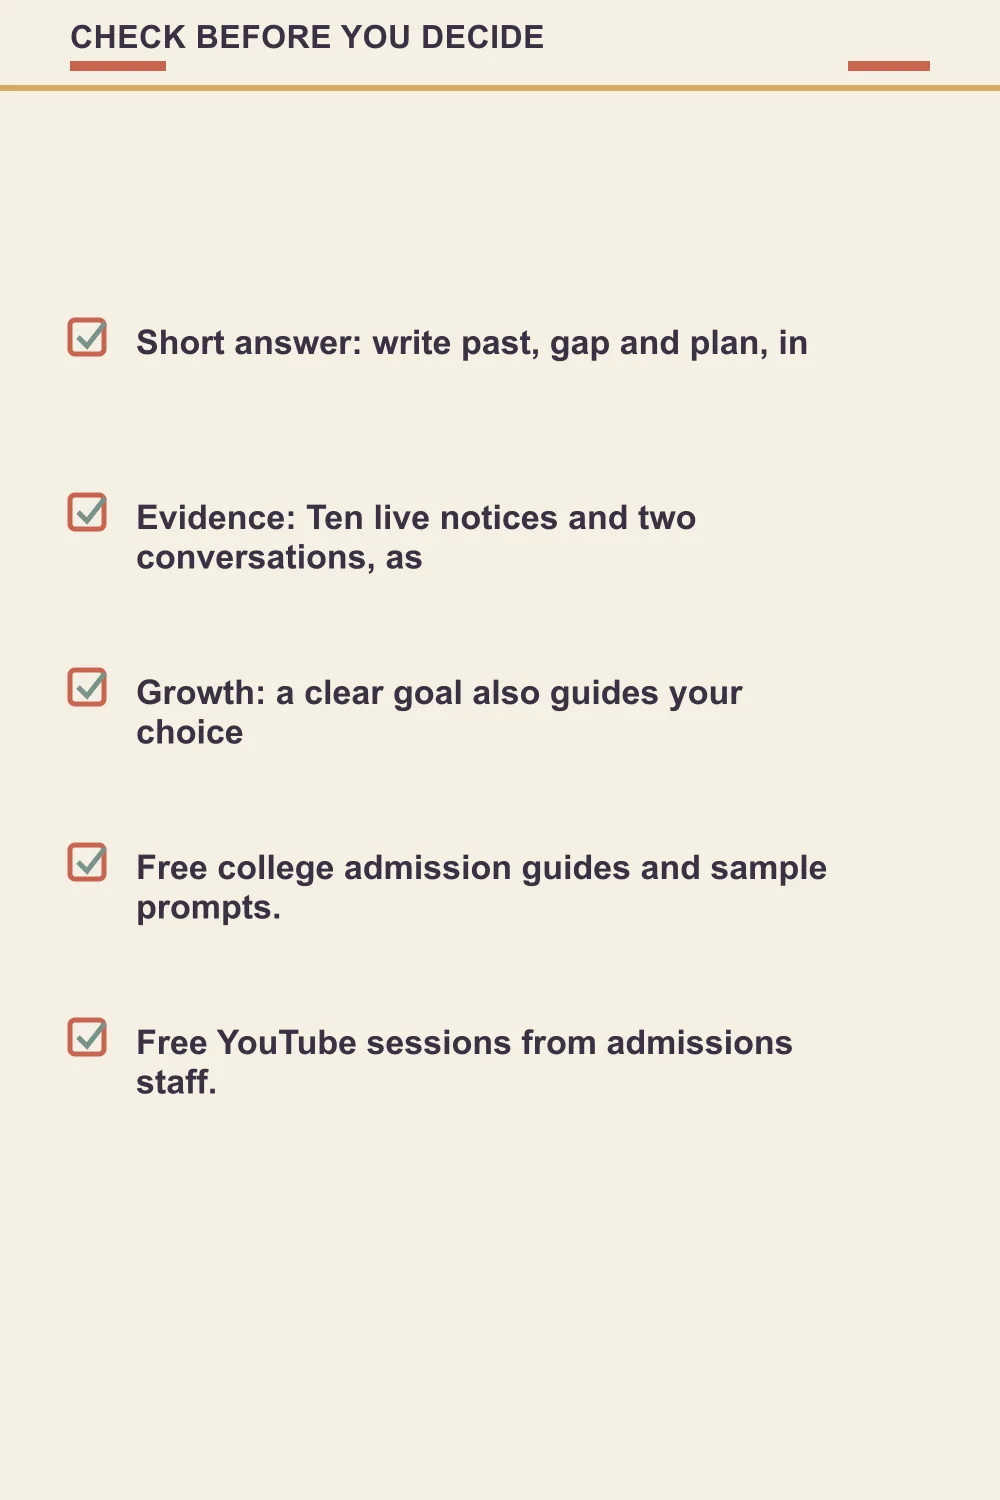 CHECK BEFORE YOU DECIDE
Short answer: write past, gap and plan, in
Evidence: Ten live notices and two
conversations, as
Growth: a clear goal also guides your
choice
Free college admission guides and sample
prompts.
Free YouTube sessions from admissions
staff.